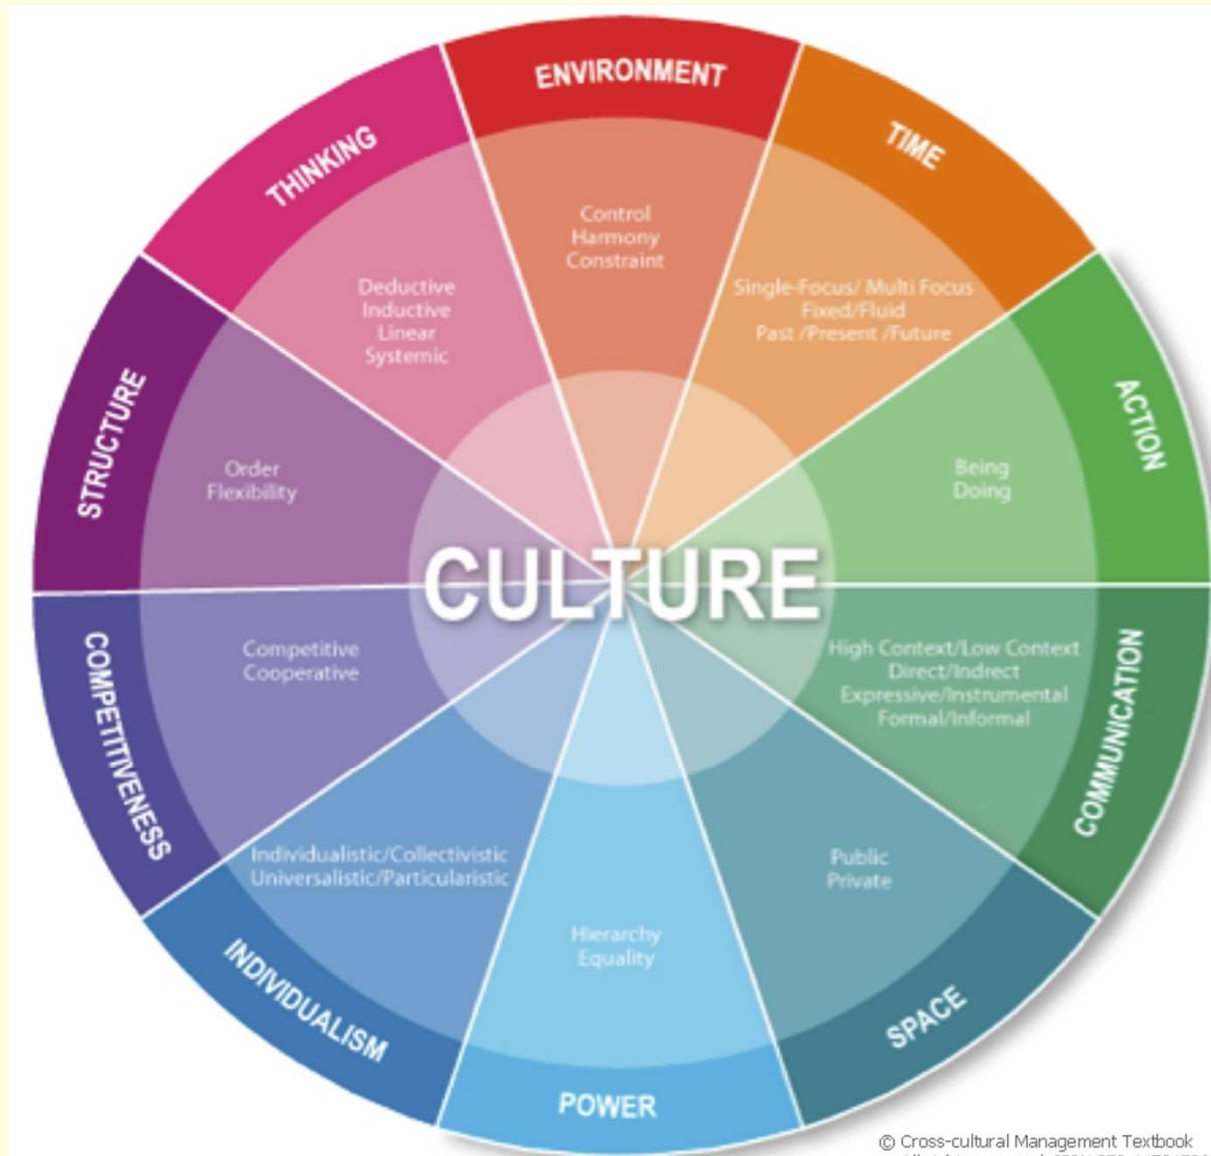 ENVIRONMENT
Control
Harmony
Constraint
TIME
Single-Focus/ Multi Focus
Fixed/Fluid
Past /Present /Future
ACTION
Being
Doing
COMMUNICATION
High Context/Low Context
Direct/Indirect
Expressive/Instrumental
Formal/Informal
SPACE
Public
Private
POWER
Hierarchy
Equality
INDIVIDUALISM
Individualistic/Collectivistic
Universalistic/Particularistic
COMPETITIVENESS
Competitive
Cooperative
STRUCTURE
Order
Flexibility
THINKING
Deductive
Inductive
Linear
Systemic
CULTURE
© Cross-cultural Management Textbook